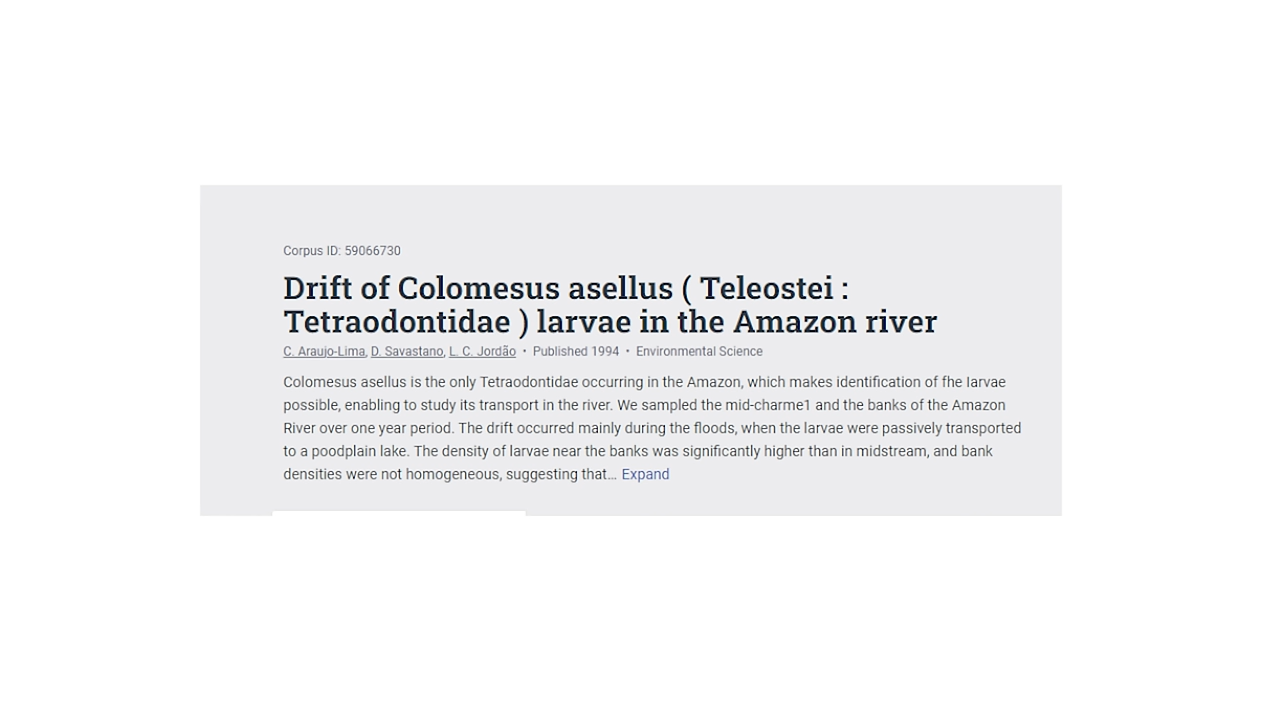 Corpus ID: 59066730
Drift of Colomesus asellus ( Teleostei :
Tetraodontidae ) larvae in the Amazon river
C. Araujo-Lima, D. Savastano, L. C. Jordão • Published 1994 • Environmental Science
Colomesus asellus is the only Tetraodontidae occurring in the Amazon, which makes identification of fhe Iarvae
possible, enabling to study its transport in the river. We sampled the mid-charme1 and the banks of the Amazon
River over one year period. The drift occurred mainly during the floods, when the larvae were passively transported
to a poodplain lake. The density of larvae near the banks was significantly higher than in midstream, and bank
densities were not homogeneous, suggesting that… Expand